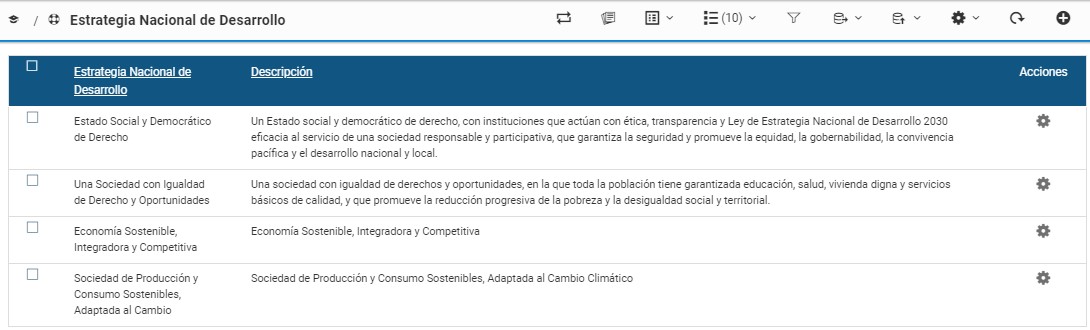 / Estrategia Nacional de Desarrollo (10)
Estrategia Nacional de
Desarrollo
Descripción
Acciones
Estado Social y Democrático
de Derecho
Un Estado social y democrático de derecho, con instituciones que actúan con ética, transparencia y Ley de Estrategia Nacional de Desarrollo 2030
eficacia al servicio de una sociedad responsable y participativa, que garantiza la seguridad y promueve la equidad, la gobernabilidad, la convivencia
pacífica y el desarrollo nacional y local.
Una Sociedad con Igualdad
de Derecho y Oportunidades
Una sociedad con igualdad de derechos y oportunidades, en la que toda la población tiene garantizada educación, salud, vivienda digna y servicios
básicos de calidad, y que promueve la reducción progresiva de la pobreza y la desigualdad social y territorial.
Economía Sostenible,
Integradora y Competitiva
Economía Sostenible, Integradora y Competitiva
Sociedad de Producción y
Consumo Sostenibles,
Adaptada al Cambio
Sociedad de Producción y Consumo Sostenibles, Adaptada al Cambio Climático